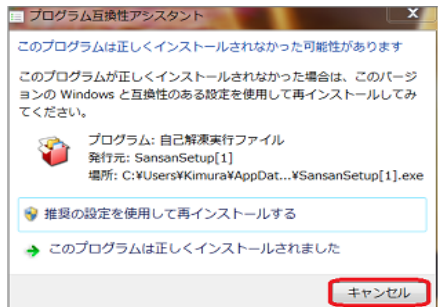 プログラム互換性アシスタント
このプログラムは正しくインストールされなかった可能性があります
このプログラムが正しくインストールされなかった場合は、このバージ
ョンの Windows と互換性のある設定を使用して再インストールしてみ
てください。
プログラム: 自己解凍実行ファイル
発行元: SansanSetup[1]
場所: C:¥Users¥Kimura¥AppDat...¥SansanSetup[1].exe
推奨の設定を使用して再インストールする
このプログラムは正しくインストールされました
キャンセル